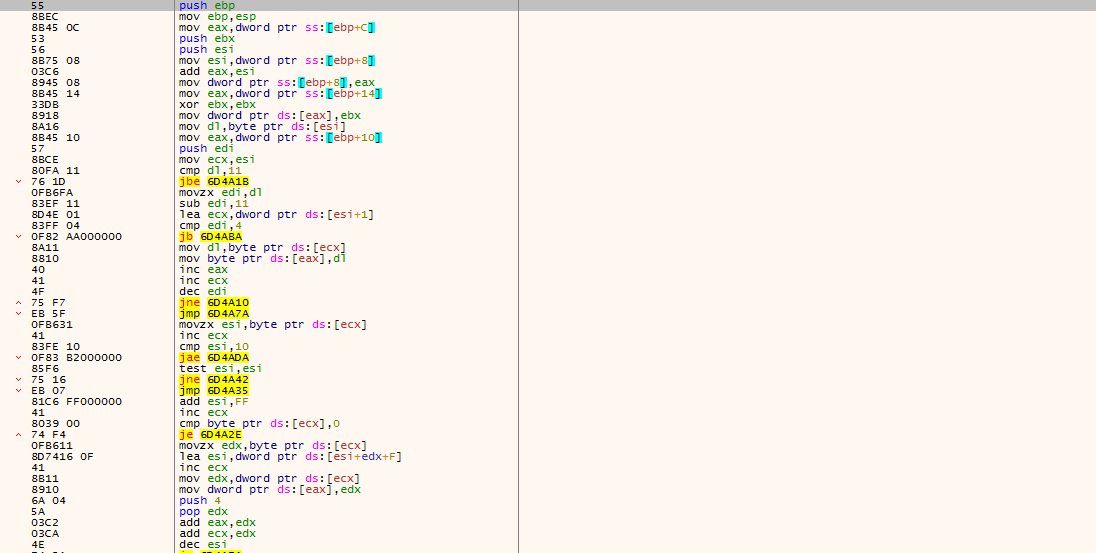 55 push ebp
8BEC mov ebp,esp
8B45 0C mov eax,dword ptr ss:[ebp+C]
53 push ebx
56 push esi
8B75 08 mov esi,dword ptr ss:[ebp+8]
03C6 add eax,esi
8945 08 mov dword ptr ss:[ebp+8],eax
8B45 14 mov eax,dword ptr ss:[ebp+14]
33DB xor ebx,ebx
8918 mov dword ptr ds:[eax],ebx
8A16 mov dl,byte ptr ds:[esi]
8B45 10 mov eax,dword ptr ss:[ebp+10]
57 push edi
8BCE mov ecx,esi
80FA 11 cmp dl,11
76 1D jbe 6D4A1B
0FB6FA movzx edi,dl
83EF 11 sub edi,11
8D4E 01 lea ecx,dword ptr ds:[esi+1]
83FF 04 cmp edi,4
0F82 AA000000 jb 6D4ABA
8A11 mov dl,byte ptr ds:[ecx]
8810 mov byte ptr ds:[eax],dl
40 inc eax
41 inc ecx
4F dec edi
75 F7 jne 6D4A10
EB 5F jmp 6D4A7A
0FB631 movzx esi,byte ptr ds:[ecx]
41 inc ecx
83FE 10 cmp esi,10
0F83 B2000000 jae 6D4ADA
85F6 test esi,esi
75 16 jne 6D4A42
EB 07 jmp 6D4A35
81C6 FF000000 add esi,FF
41 inc ecx
8039 00 cmp byte ptr ds:[ecx],0
74 F4 je 6D4A2E
0FB611 movzx edx,byte ptr ds:[ecx]
8D7416 0F lea esi,dword ptr ds:[esi+edx+F]
41 inc ecx
8B11 mov edx,dword ptr ds:[ecx]
8910 mov dword ptr ds:[eax],edx
6A 04 push 4
5A pop edx
03C2 add eax,edx
03CA add ecx,edx
4E dec esi